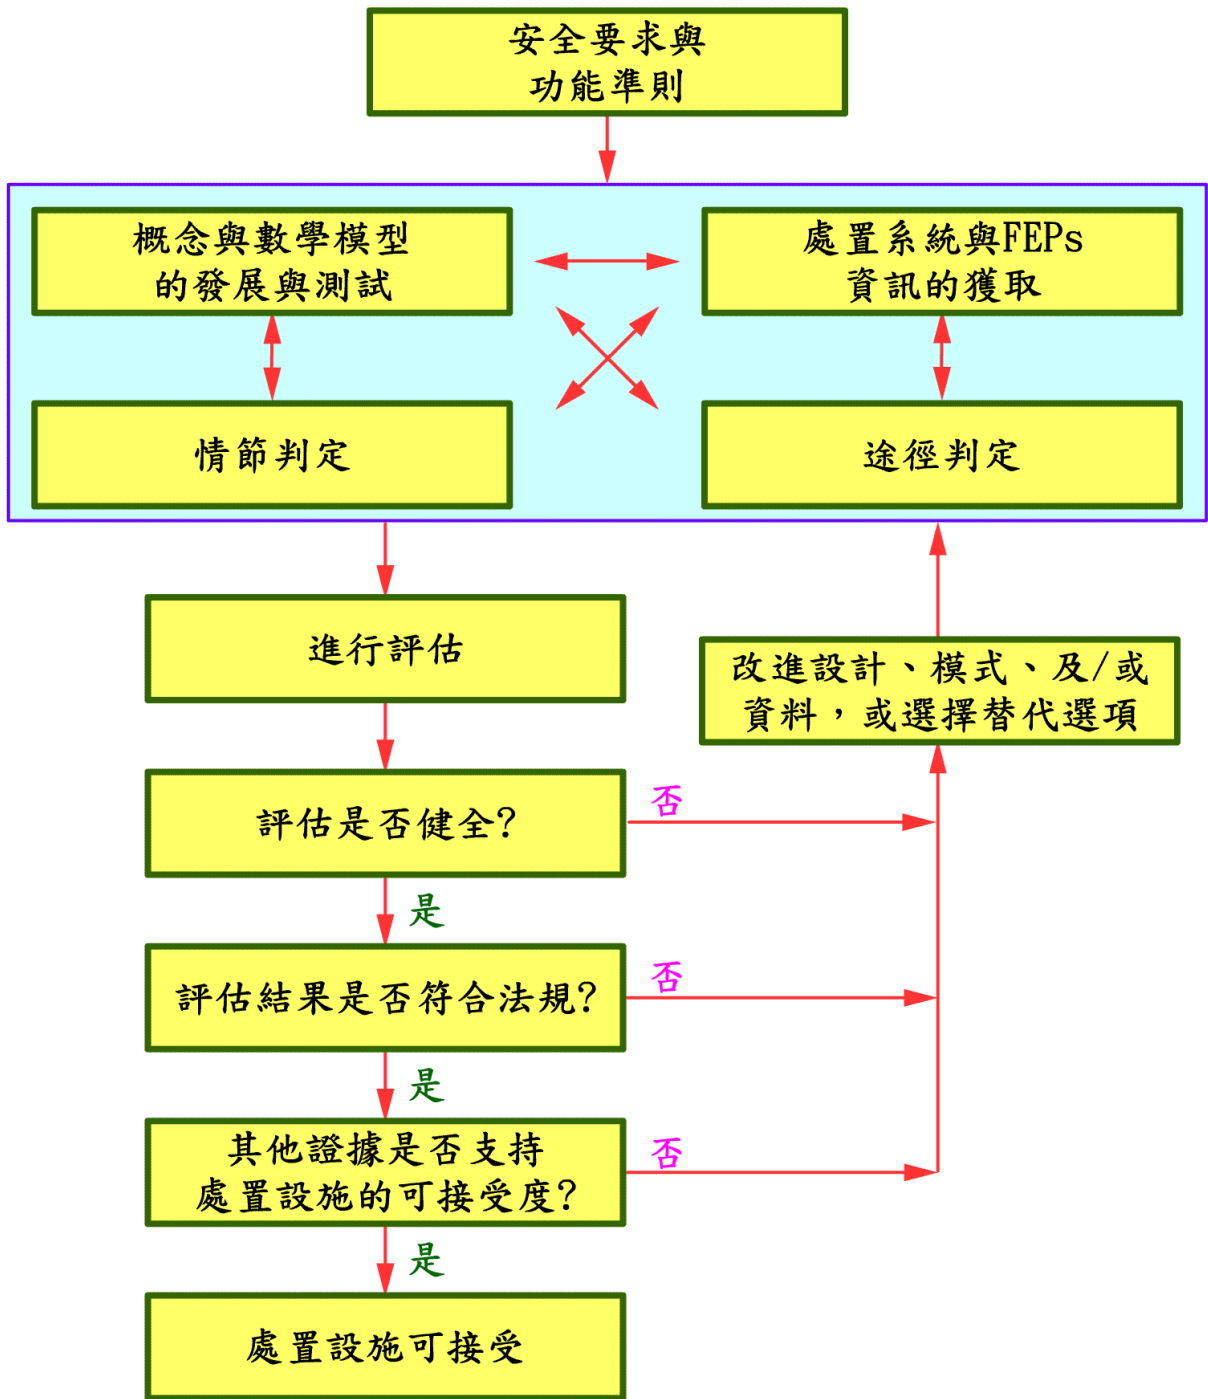 安全要求與
功能準則
概念與數學模型
的發展與測試
處置系統與FEPs
資訊的獲取
情節判定
途徑判定
進行評估
改進設計、模式、及/或
資料，或選擇替代選項
評估是否健全?
否
是
評估結果是否符合法規?
否
是
其他證據是否支持
處置設施的可接受度?
否
是
處置設施可接受